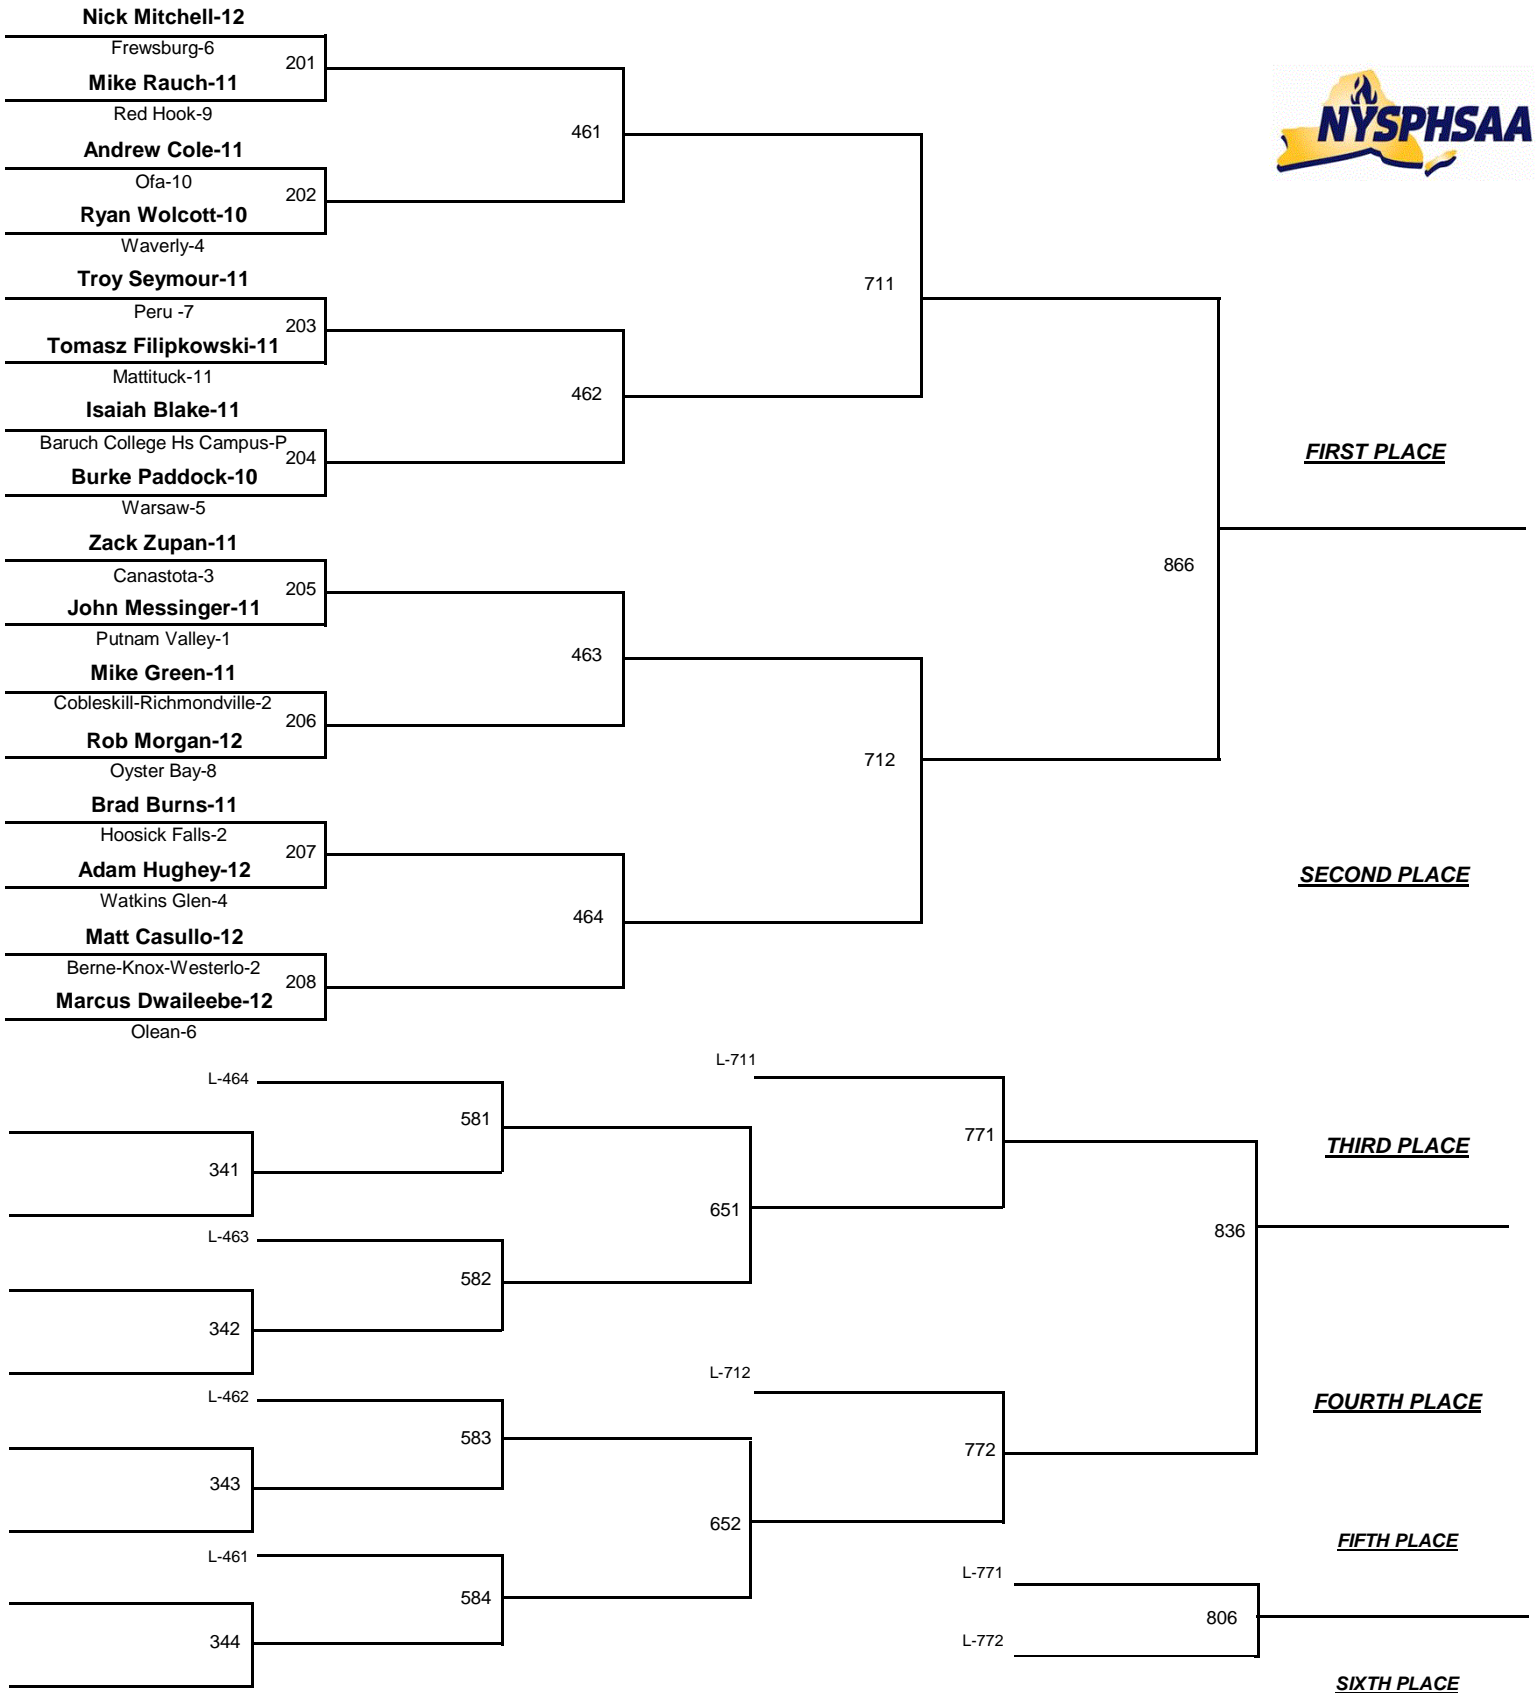 Nick Mitchell-12
Frewsburg-6
201
Mike Rauch-11
Red Hook-9
461
NYSPHSAA
Andrew Cole-11
Ofa-10
202
Ryan Wolcott-10
Waverly-4
Troy Seymour-11
711
Peru -7
203
Tomasz Filipkowski-11
Mattituck-11
462
Isaiah Blake-11
Baruch College Hs Campus-P
204
FIRST PLACE
Burke Paddock-10
Warsaw-5
Zack Zupan-11
866
Canastota-3
205
John Messinger-11
Putnam Valley-1
463
Mike Green-11
Cobleskill-Richmondville-2
206
Rob Morgan-12
712
Oyster Bay-8
Brad Burns-11
Hoosick Falls-2
207
Adam Hughey-12
SECOND PLACE
Watkins Glen-4
464
Matt Casullo-12
Berne-Knox-Westerlo-2
208
Marcus Dwaileebe-12
Olean-6
L-711
L-464
581
771
THIRD PLACE
341
651
L-463
836
582
342
L-712
L-462
FOURTH PLACE
583
772
343
652
FIFTH PLACE
L-461
L-771
584
806
344
L-772
SIXTH PLACE